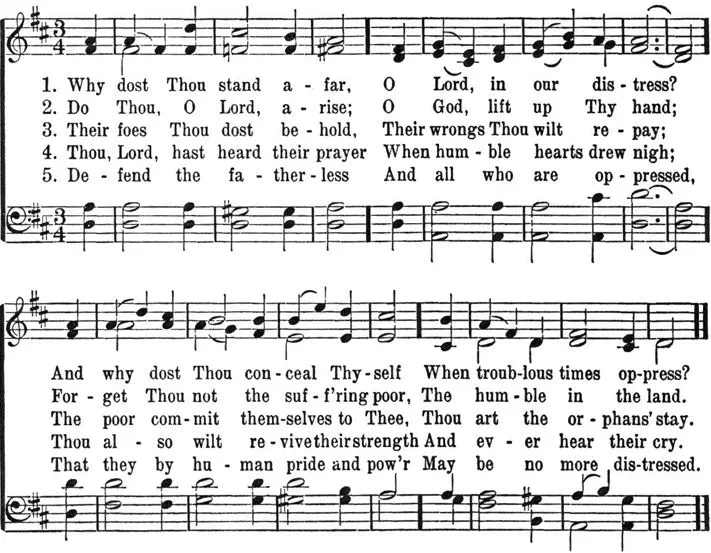 3
4
1. Why dost Thou stand a - far, O Lord, in our dis - tress?
2. Do Thou, O Lord, a - rise; O God, lift up Thy hand;
3. Their foes Thou dost be - hold, Their wrongs Thou wilt re - pay;
4. Thou, Lord, hast heard their prayer When hum - ble hearts drew nigh;
5. De - fend the fa - ther - less And all who are op - pressed,
3
4
And why dost Thou con - ceal Thy - self When troub - lous times op - press?
For - get Thou not the suf - f'ring poor, The hum - ble in the land.
The poor com - mit them - selves to Thee, Thou art the or - phans' stay.
Thou al - so wilt re - vive their strength And ev - er hear their cry.
That they by hu - man pride and pow'r May be no more dis - tressed.